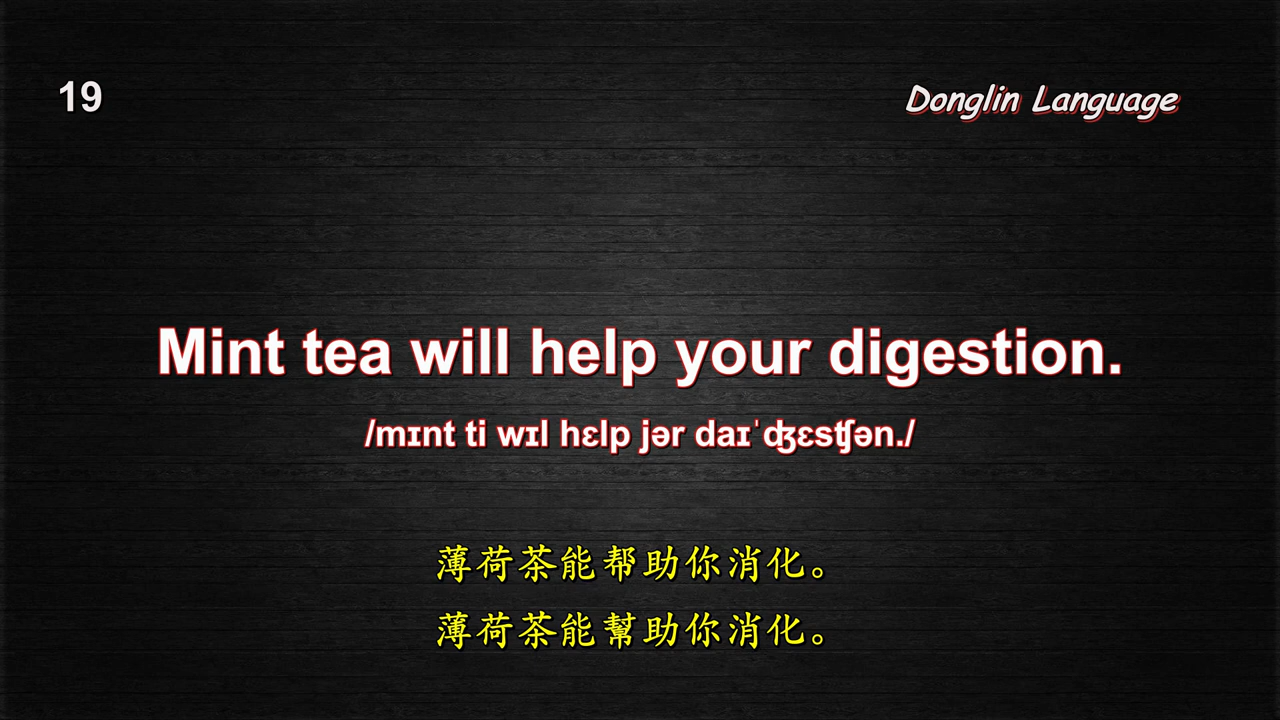 19
Donglin Language
Mint tea will help your digestion.
/mɪnt ti wɪl hɛlp jər daɪˈʤɛsʧən./
薄荷茶能帮助你消化。
薄荷茶能幫助你消化。